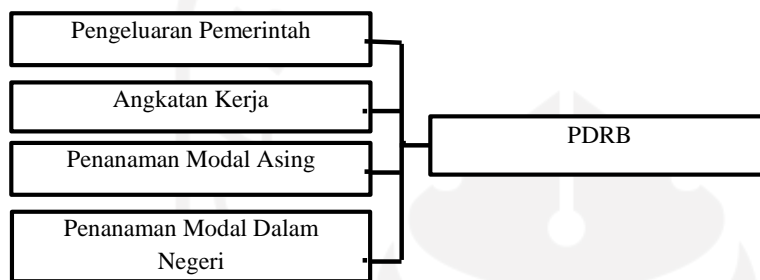 Pengeluaran Pemerintah
Angkatan Kerja
Penanaman Modal Asing
Penanaman Modal Dalam
Negeri
PDRB